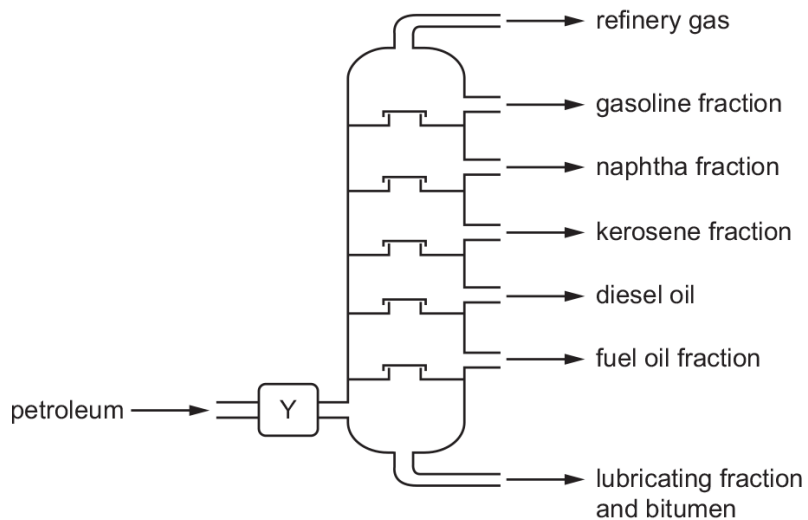 refinery gas
gasoline fraction
naphtha fraction
kerosene fraction
diesel oil
fuel oil fraction
petroleum
Y
lubricating fraction
and bitumen